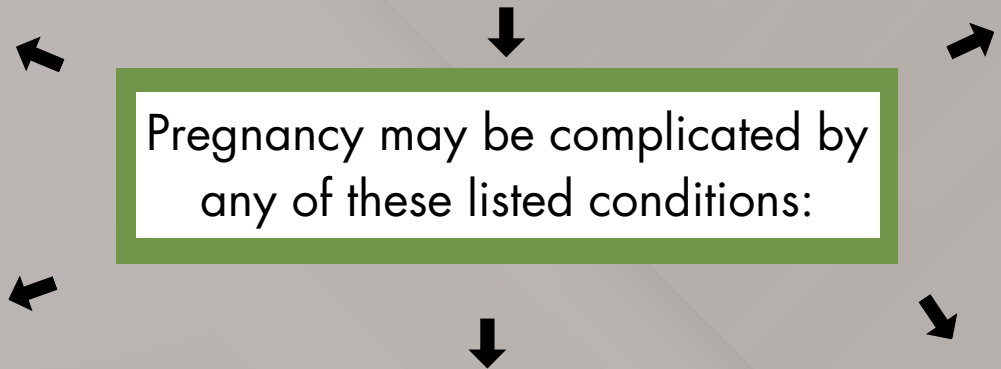 Pregnancy may be complicated by
any of these listed conditions: